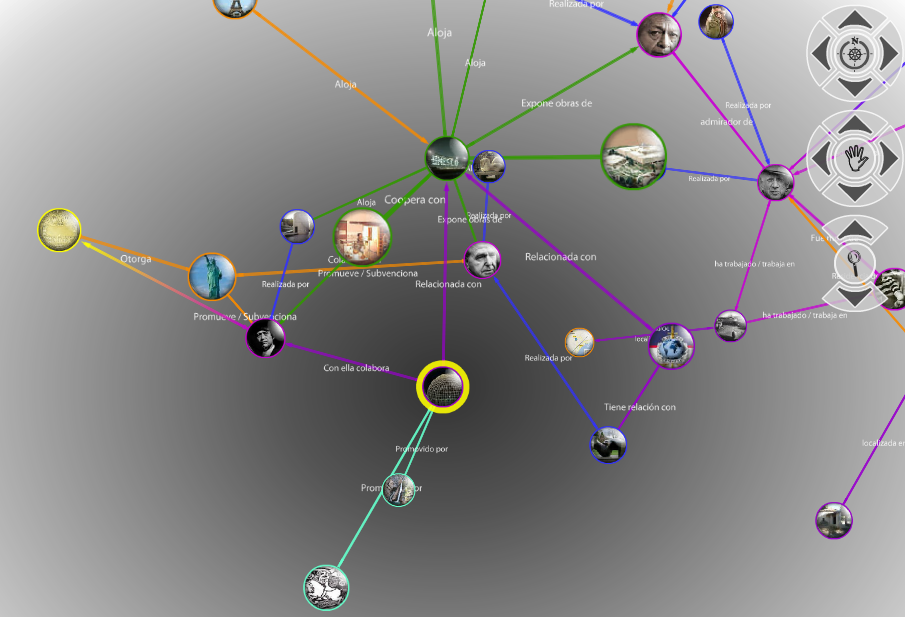 Realizada por
Aloja
Aloja
Aloja
Expone obras de
Realizada por
admirador de
Realizada por
Aloja
Coopera con
Realizada por
Expone obras de
Otorga
Relacionada con
Promueve / Subvenciona
Realizada por
Relacionada con
ha trabajado / trabaja en
Promueve / Subvenciona
ha trabajado / trabaja en
Realizada por
Con ella colabora
Tiene relación con
Promovido por
localizada en
N